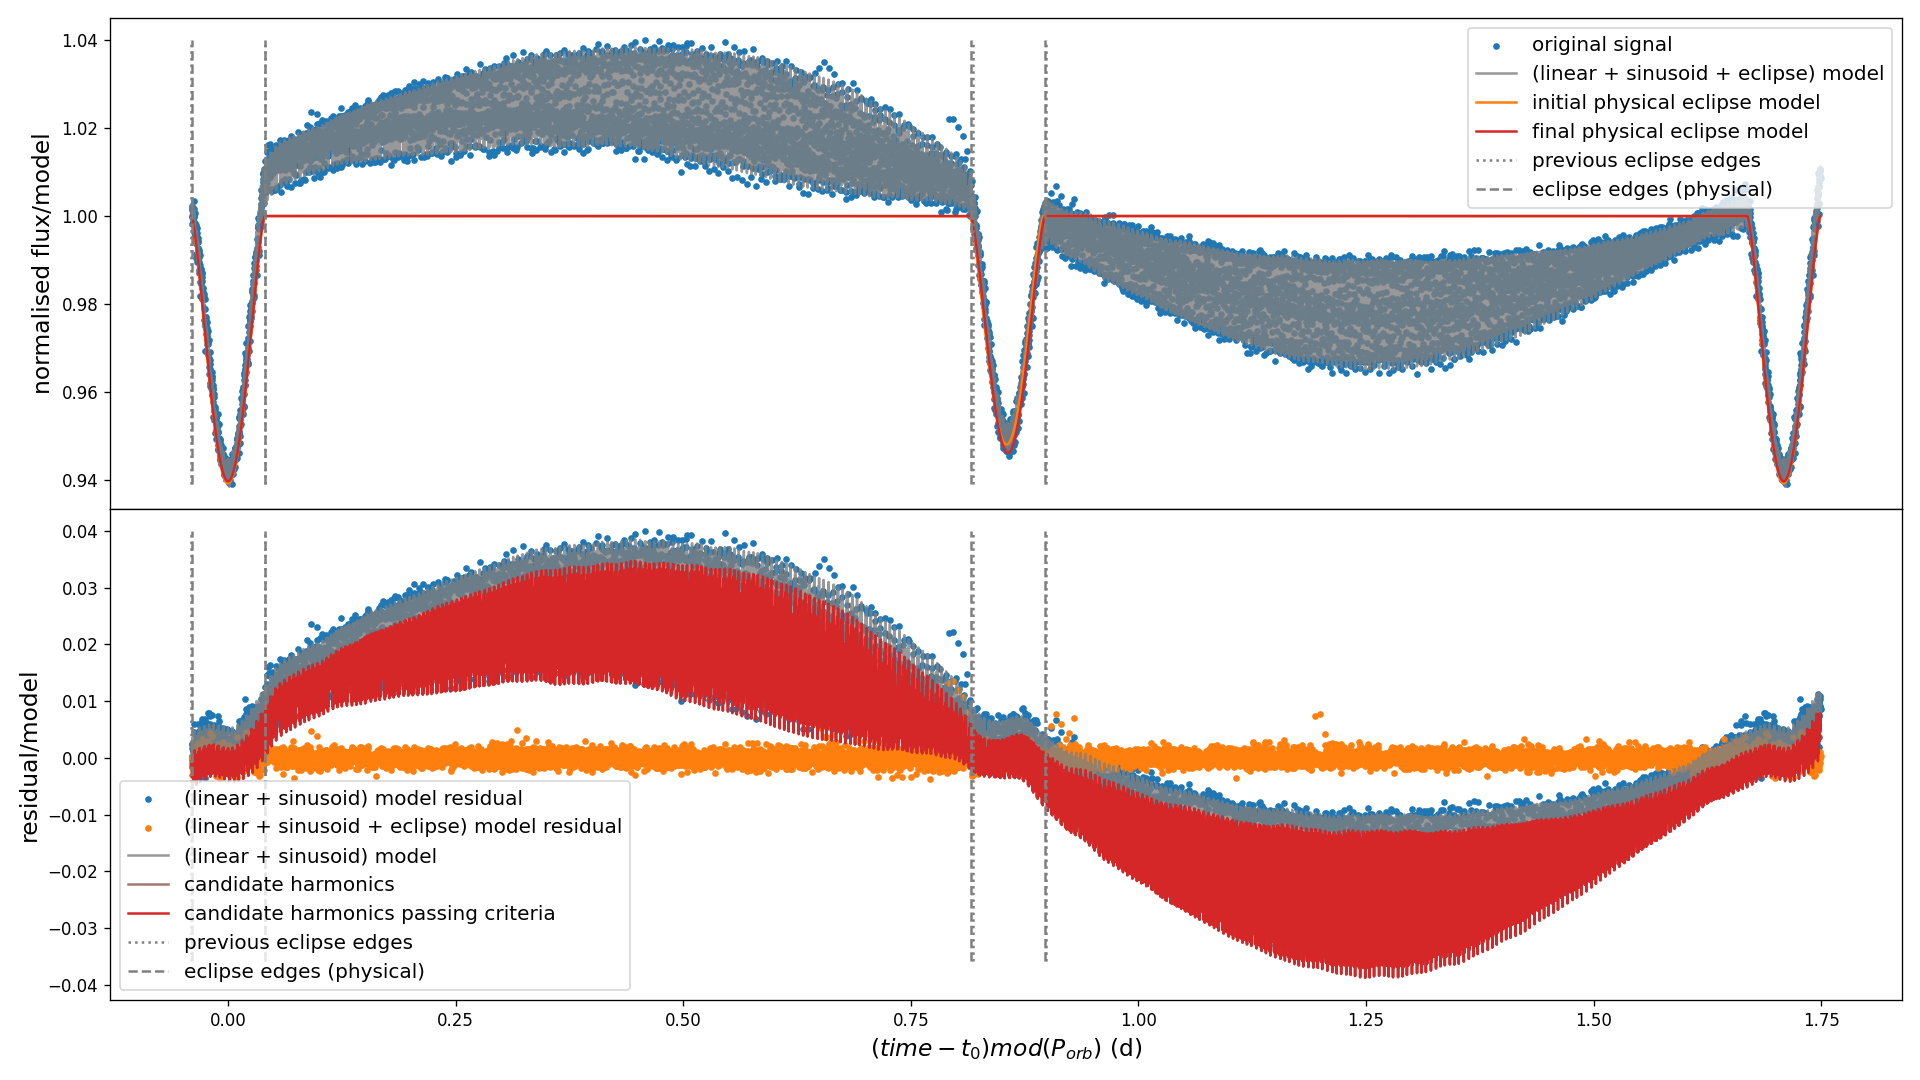 1.04
1.02
1.00
0.98
0.96
0.94
normalised flux/model
original signal
(linear + sinusoid + eclipse) model
initial physical eclipse model
final physical eclipse model
previous eclipse edges
eclipse edges (physical)
0.04
0.03
0.02
0.01
0.00
−0.01
−0.02
−0.03
−0.04
residual/model
(linear + sinusoid) model residual
(linear + sinusoid + eclipse) model residual
(linear + sinusoid) model
candidate harmonics
candidate harmonics passing criteria
previous eclipse edges
eclipse edges (physical)
0.00 0.25 0.50 0.75 1.00 1.25 1.50 1.75
(time − t₀)mod(P_orb) (d)